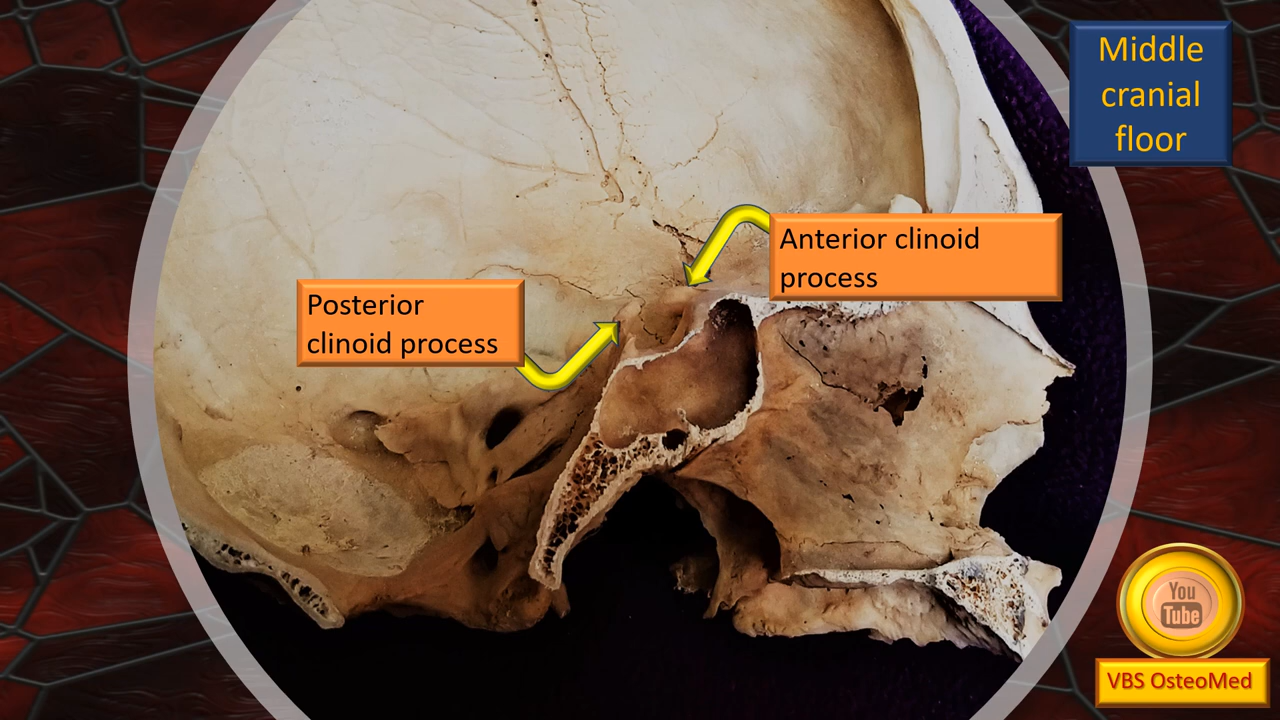 Middle
cranial
floor
Anterior clinoid
process
Posterior
clinoid process
You
Tube
VBS OsteoMed